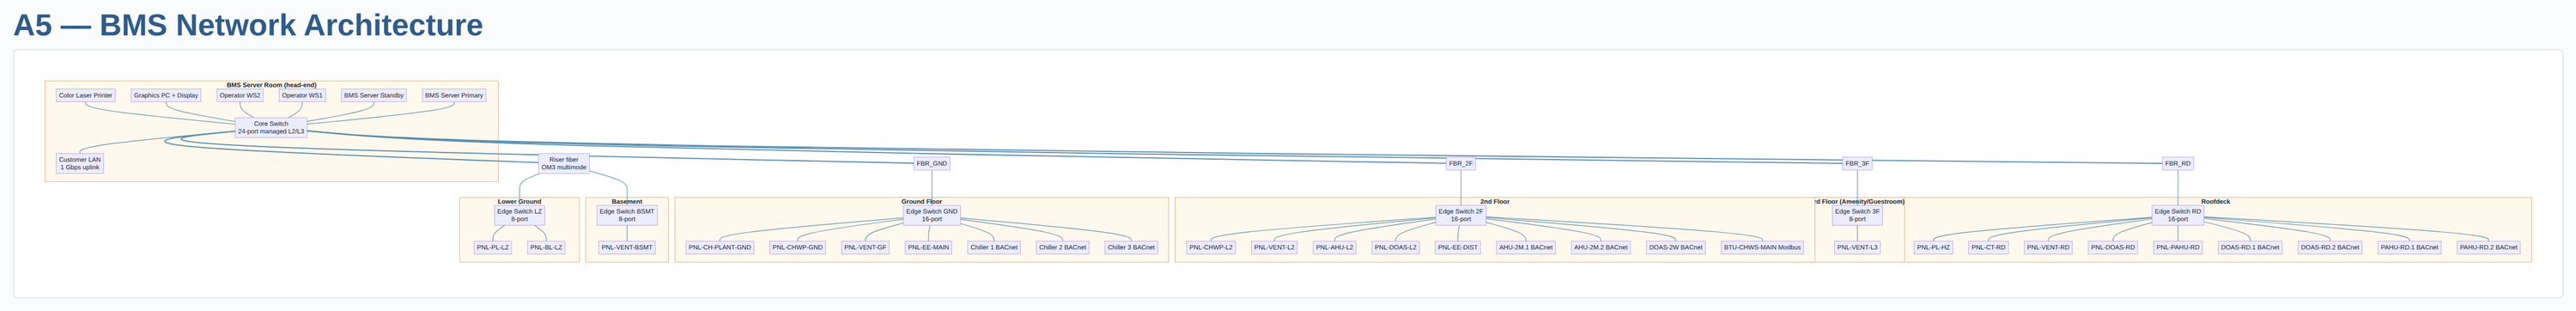 A5 — BMS Network Architecture
BMS Server Room (head-end)
Color Laser Printer
Graphics PC + Display
Operator WS2
Operator WS1
BMS Server Standby
BMS Server Primary
Core Switch
24-port managed L2/L3
Customer LAN
1 Gbps uplink
Riser fiber
OM3 multimode
FBR_GND
FBR_2F
FBR_3F
FBR_RD
Lower Ground
Edge Switch LZ
8-port
PNL-PL-LZ
PNL-BL-LZ
Basement
Edge Switch BSMT
8-port
PNL-VENT-BSMT
Ground Floor
Edge Switch GND
16-port
PNL-CH-PLANT-GND
PNL-CHWP-GND
PNL-VENT-GF
PNL-EE-MAIN
Chiller 1 BACnet
Chiller 2 BACnet
Chiller 3 BACnet
2nd Floor
Edge Switch 2F
16-port
PNL-CHWP-L2
PNL-VENT-L2
PNL-AHU-L2
PNL-DOAS-L2
PNL-EE-DIST
AHU-2M.1 BACnet
AHU-2M.2 BACnet
DOAS-2W BACnet
BTU-CHWS-MAIN Modbus
rd Floor (Amenity/Guestroom)
Edge Switch 3F
8-port
PNL-VENT-L3
Roofdeck
Edge Switch RD
16-port
PNL-PL-HZ
PNL-CT-RD
PNL-VENT-RD
PNL-DOAS-RD
PNL-PAHU-RD
DOAS-RD.1 BACnet
DOAS-RD.2 BACnet
PAHU-RD.1 BACnet
PAHU-RD.2 BACnet